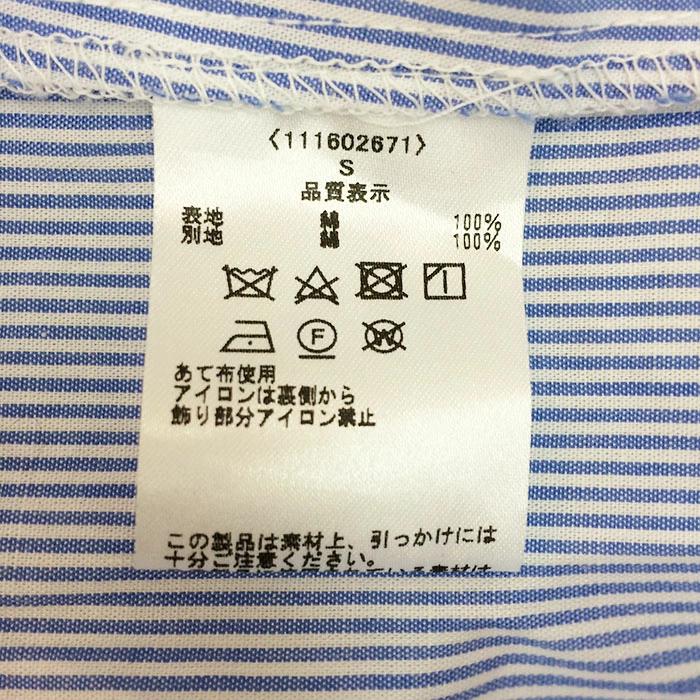 〈111602671〉
S
品質表示
表地 綿 100%
別地 綿 100%
F
W
あて布使用
アイロンは裏側から
飾り部分アイロン禁止
この製品は素材上、引っかけには
十分ご注意ください。